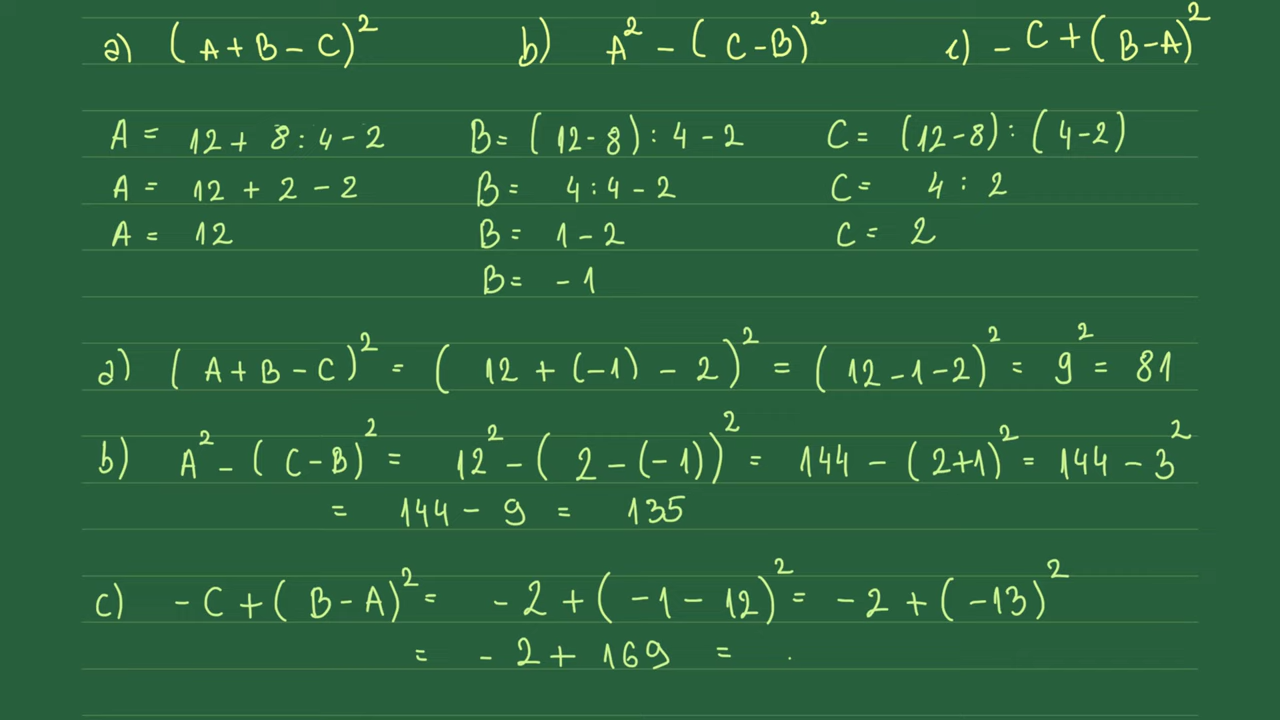 a) (A+B-C)² b) A² - (C-B)² c) - C+(B-A)²
A = 12 + 8 : 4 - 2 B = (12-8) : 4 - 2 C = (12-8) : (4-2)
A = 12 + 2 - 2 B = 4 : 4 - 2 C = 4 : 2
A = 12 B = 1 - 2 C = 2
B = - 1
a) (A+B-C)² = (12 + (-1) - 2)² = (12-1-2)² = 9² = 81
b) A² - (C-B)² = 12² - (2-(-1))² = 144 - (2+1)² = 144 - 3²
= 144 - 9 = 135
c) - C + (B-A)² = - 2 + (-1-12)² = - 2 + (-13)²
= - 2 + 169 =